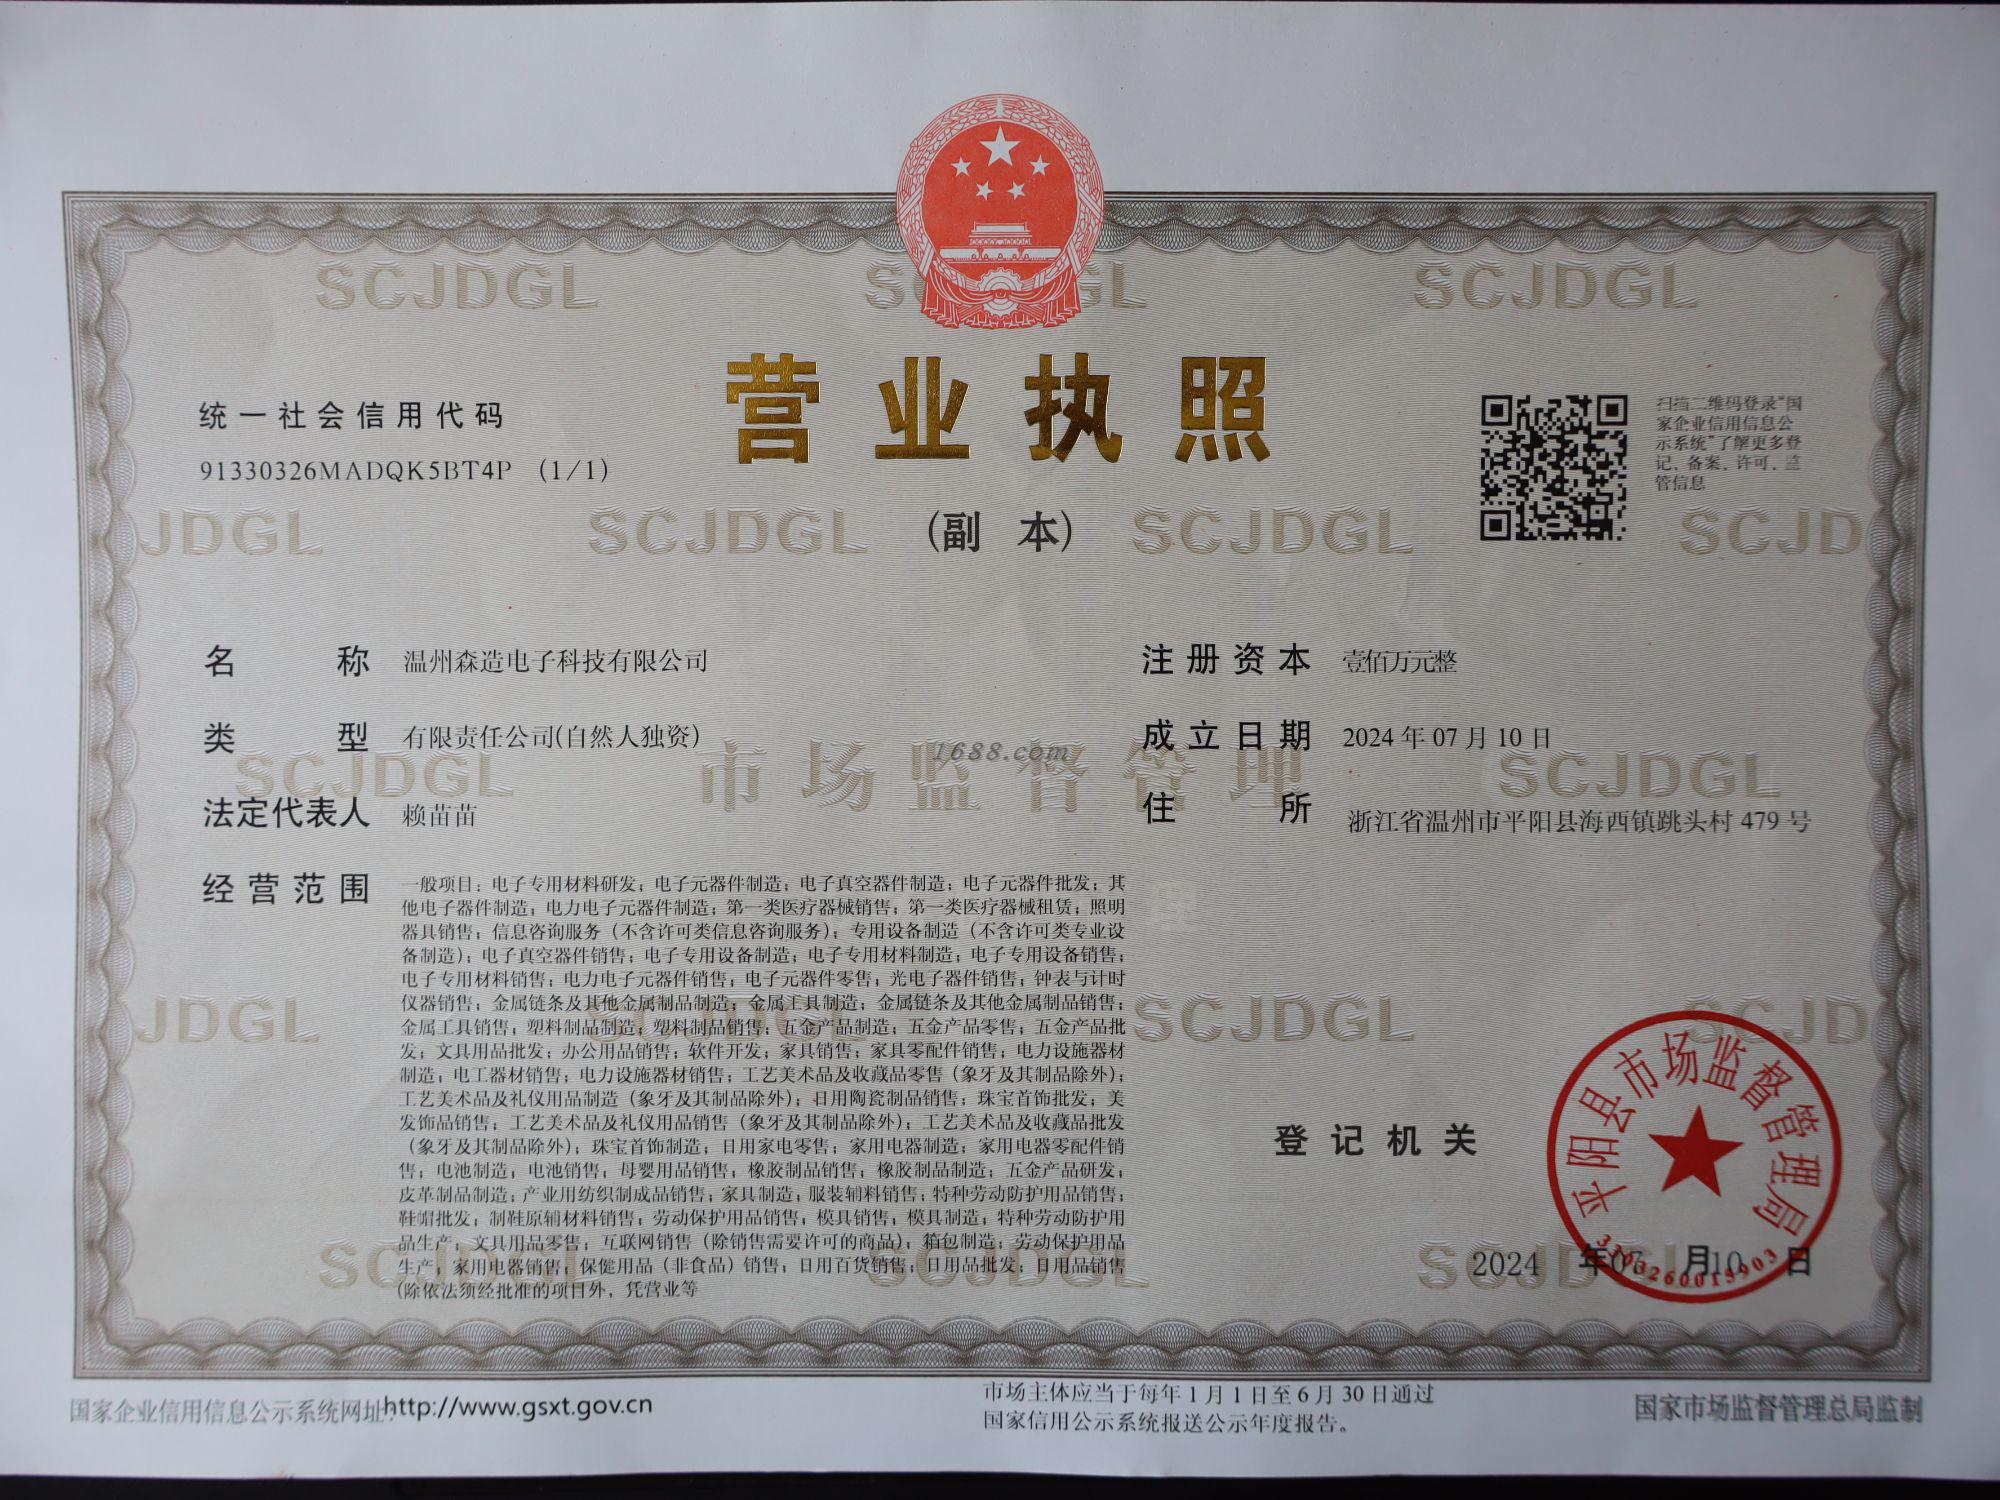 SCJDGL
SCJDGL
营业执照
(副 本)
统一社会信用代码
91330326MADQK5BT4P (1/1)
扫描二维码登录“国
家企业信用信息公
示系统”了解更多登
记、备案、许可、监
管信息
JDGL
SCJDGL
SCJDGL
SCJD
名称 温州森造电子科技有限公司
类型 有限责任公司(自然人独资)
法定代表人 赖苗苗
注册资本 壹佰万元整
成立日期 2024年07月10日
住所 浙江省温州市平阳县海西镇跳头村479号
SCJDGL
市场监督管理
1688.com
SCJDGL
经营范围 一般项目：电子专用材料研发；电子元器件制造；电子真空器件制造；电子元器件批发；其
他电子器件制造；电力电子元器件制造；第一类医疗器械销售；第一类医疗器械租赁；照明
器具销售；信息咨询服务（不含许可类信息咨询服务）；专用设备制造（不含许可类专业设
备制造）；电子真空器件销售；电子专用设备制造；电子专用材料制造；电子专用设备销售；
电子专用材料销售；电力电子元器件销售；电子元器件零售；光电子器件销售；钟表与计时
仪器销售；金属链条及其他金属制品制造；金属工具制造；金属链条及其他金属制品销售；
金属工具销售；塑料制品制造；塑料制品销售；五金产品制造；五金产品零售；五金产品批
发；文具用品批发；办公用品销售；软件开发；家具销售；家具零配件销售；电力设施器材
制造；电工器材销售；电力设施器材销售；工艺美术品及收藏品零售（象牙及其制品除外）；
工艺美术品及礼仪用品制造（象牙及其制品除外）；日用陶瓷制品销售；珠宝首饰批发；美
发饰品销售；工艺美术品及礼仪用品销售（象牙及其制品除外）；工艺美术品及收藏品批发
（象牙及其制品除外）；珠宝首饰制造；日用家电零售；家用电器制造；家用电器零配件销
售；电池制造；电池销售；母婴用品销售；橡胶制品销售；橡胶制品制造；五金产品研发；
皮革制品制造；产业用纺织制成品销售；家具制造；服装辅料销售；特种劳动防护用品销售；
鞋帽批发；制鞋原辅材料销售；劳动保护用品销售；模具销售；模具制造；特种劳动防护用
品生产；文具用品零售；互联网销售（除销售需要许可的商品）；箱包制造；劳动保护用品
生产；家用电器销售；保健用品（非食品）销售；日用百货销售；日用品批发；日用品销售
(除依法须经批准的项目外，凭营业等
JDGL
SCJDGL
SCJD
登记机关
平阳县市场监督管理局
2024 年 月10 日
SCJDGL
国家企业信用信息公示系统网址：http://www.gsxt.gov.cn
市场主体应当于每年1月1日至6月30日通过
国家信用公示系统报送公示年度报告。
国家市场监督管理总局监制